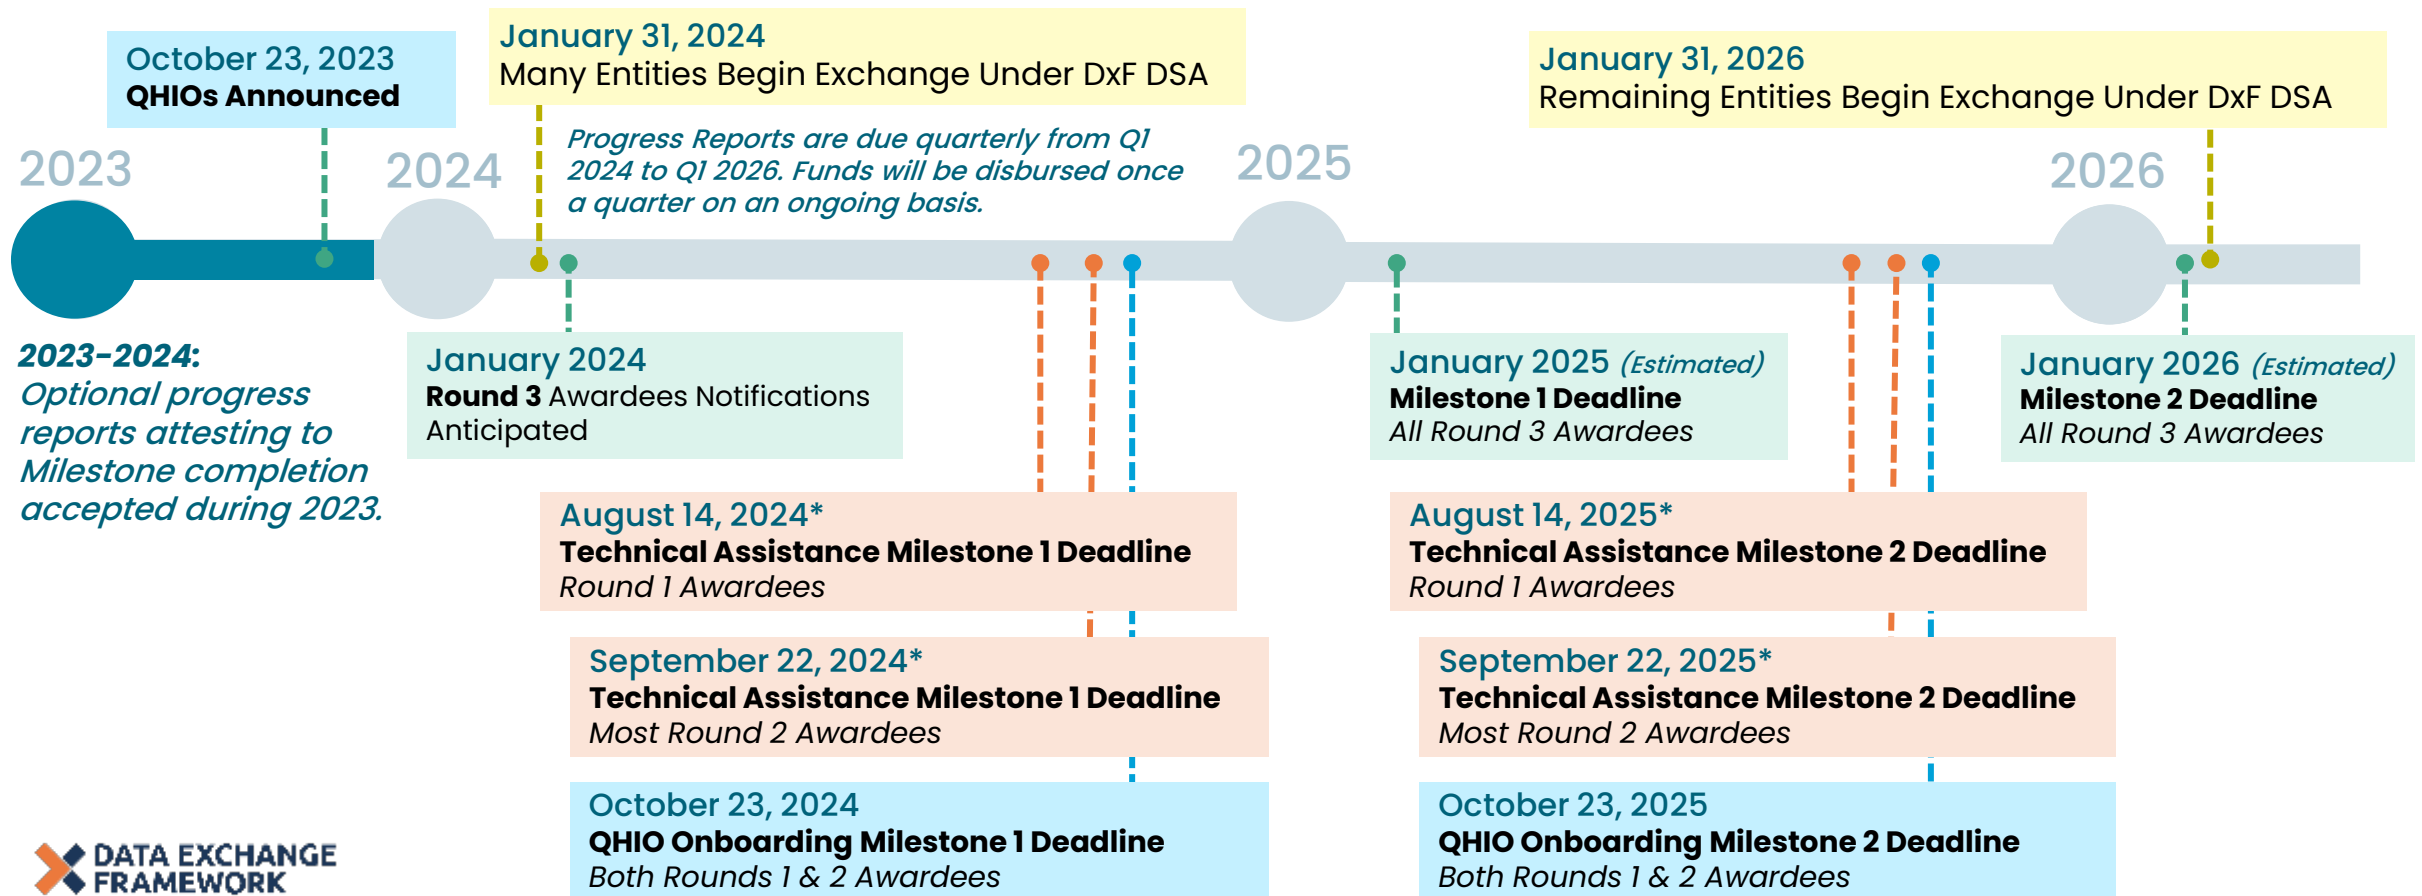 October 23, 2023
QHIOs Announced
January 31, 2024
Many Entities Begin Exchange Under DxF DSA
January 31, 2026
Remaining Entities Begin Exchange Under DxF DSA
Progress Reports are due quarterly from Q1
2024 to Q1 2026. Funds will be disbursed once
a quarter on an ongoing basis.
2023
2024
2025
2026
2023-2024:
Optional progress
reports attesting to
Milestone completion
accepted during 2023.
January 2024
Round 3 Awardees Notifications
Anticipated
January 2025 (Estimated)
Milestone 1 Deadline
All Round 3 Awardees
January 2026 (Estimated)
Milestone 2 Deadline
All Round 3 Awardees
August 14, 2024*
Technical Assistance Milestone 1 Deadline
Round 1 Awardees
August 14, 2025*
Technical Assistance Milestone 2 Deadline
Round 1 Awardees
September 22, 2024*
Technical Assistance Milestone 1 Deadline
Most Round 2 Awardees
September 22, 2025*
Technical Assistance Milestone 2 Deadline
Most Round 2 Awardees
October 23, 2024
QHIO Onboarding Milestone 1 Deadline
Both Rounds 1 & 2 Awardees
October 23, 2025
QHIO Onboarding Milestone 2 Deadline
Both Rounds 1 & 2 Awardees
DATA EXCHANGE
FRAMEWORK